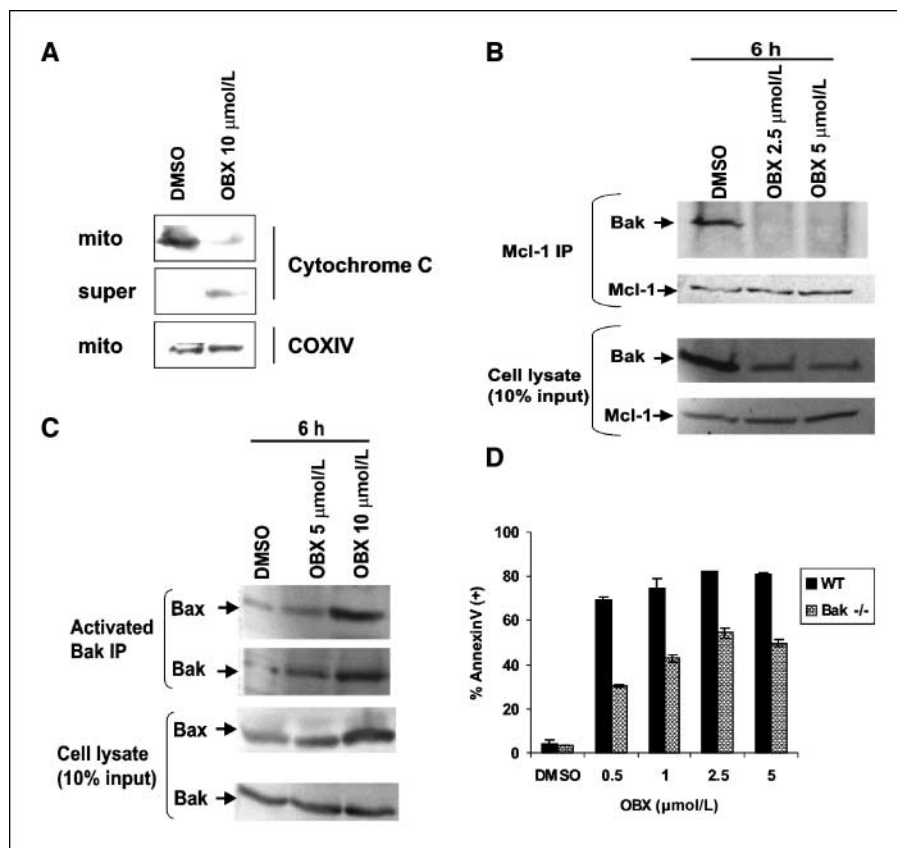 A
DMSO
OBX 10 µmol/L
mito
super
Cytochrome C
mito
COXIV
B
6 h
DMSO
OBX 2.5 µmol/L
OBX 5 µmol/L
Mcl-1 IP
Bak
Mcl-1
Cell lysate
(10% input)
Bak
Mcl-1
C
6 h
DMSO
OBX 5 µmol/L
OBX 10 µmol/L
Activated
Bak IP
Bax
Bak
Cell lysate
(10% input)
Bax
Bak
D
100
80
60
40
20
0
% AnnexinV (+)
WT
Bak -/-
DMSO 0.5 1 2.5 5
OBX (µmol/L)